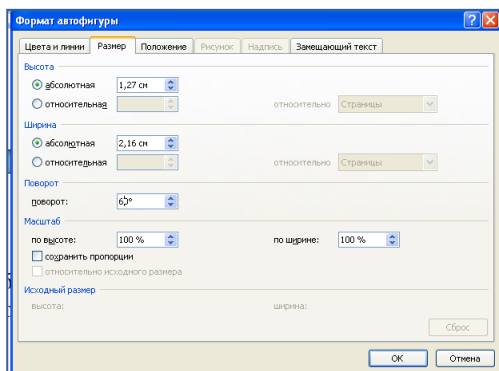 Формат автофигуры
Цвета и линии Размер Положение Рисунок Надпись Замещающий текст
Высота
абсолютная 1,27 см
относительная относительно Страницы
Ширина
абсолютная 2,16 см
относительная относительно Страницы
Поворот
поворот:
Масштаб
по высоте: 100 % по ширине: 100 %
сохранить пропорции
относительно исходного размера
Исходный размер
высота: ширина:
Сброс
ОК Отмена